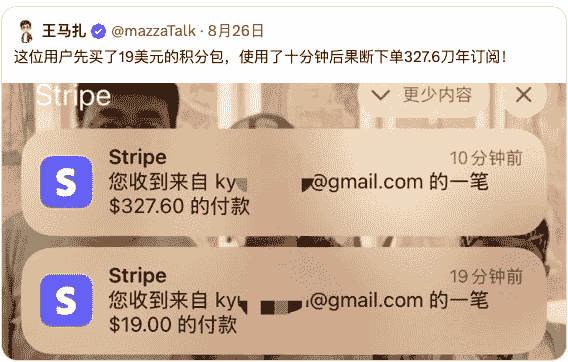 王马扎 @mazzaTalk · 8月26日
这位用户先买了19美元的积分包，使用了十分钟后果断下单327.6刀年订阅！
Stripe 更少内容
Stripe 10分钟前
您收到来自 ky @gmail.com 的一笔
$327.60 的付款
Stripe 19分钟前
您收到来自 ky @gmail.com 的一笔
$19.00 的付款